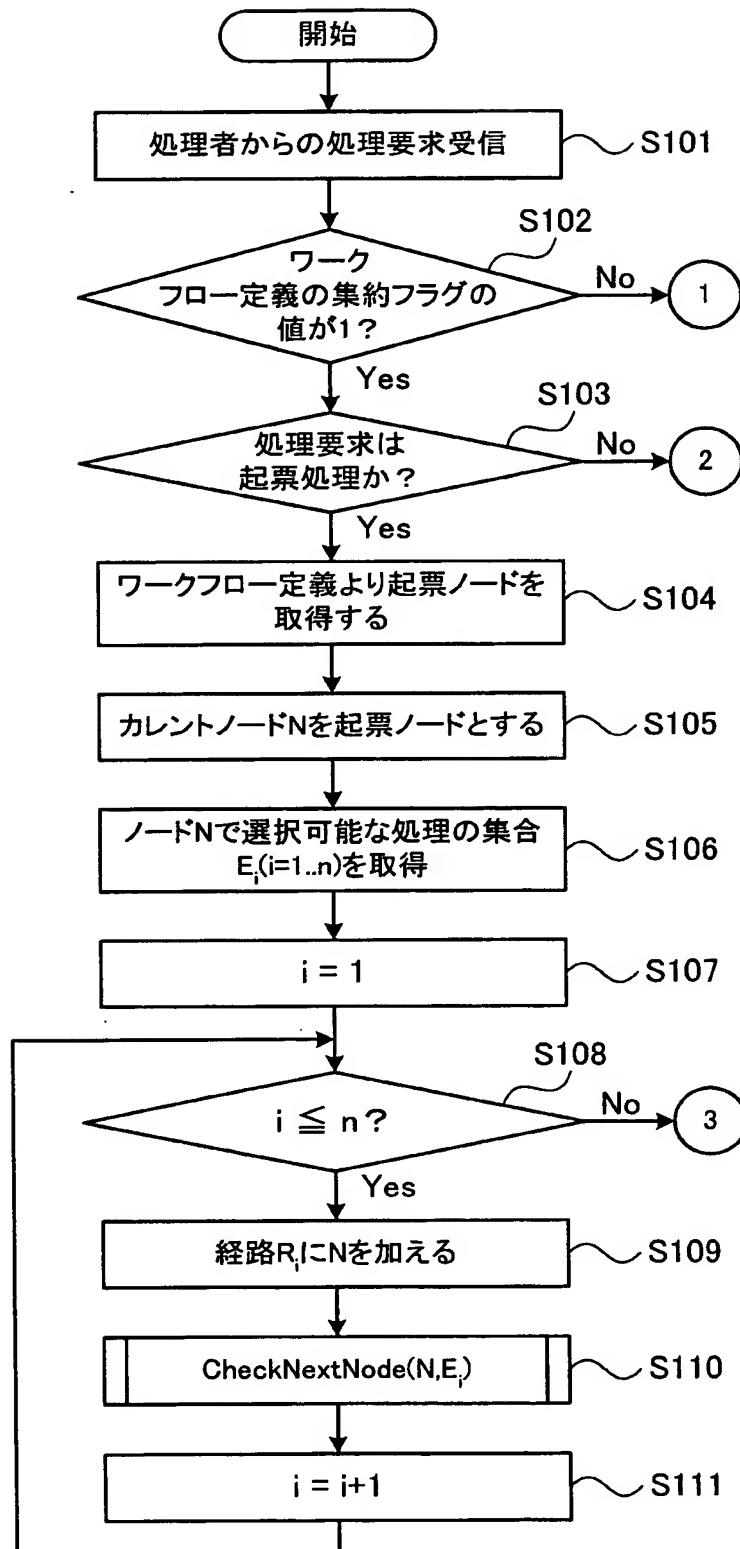 開始
処理者からの処理要求受信
S101
S102
ワーク
フロー定義の集約フラグの
値が1?
No
1
Yes
S103
処理要求は
起票処理か?
No
2
Yes
ワークフロー定義より起票ノードを
取得する
S104
カレントノードNを起票ノードとする
S105
ノードNで選択可能な処理の集合
Ei(i=1..n)を取得
S106
i = 1
S107
S108
i ≦ n?
No
3
Yes
経路RiにNを加える
S109
CheckNextNode(N,Ei)
S110
i = i+1
S111